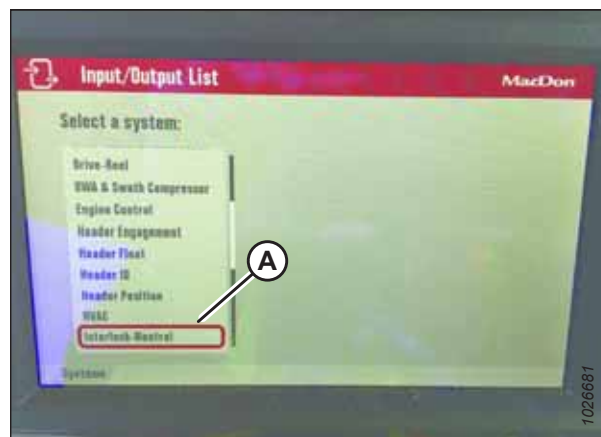 Input/Output List
MacDon
Select a system:
Drive-Reel
DWA & Swath Compressor
Engine Control
Header Engagement
Header Float
Header ID
Header Position
HVAC
Interlock-Neutral
Systems
A
1026681